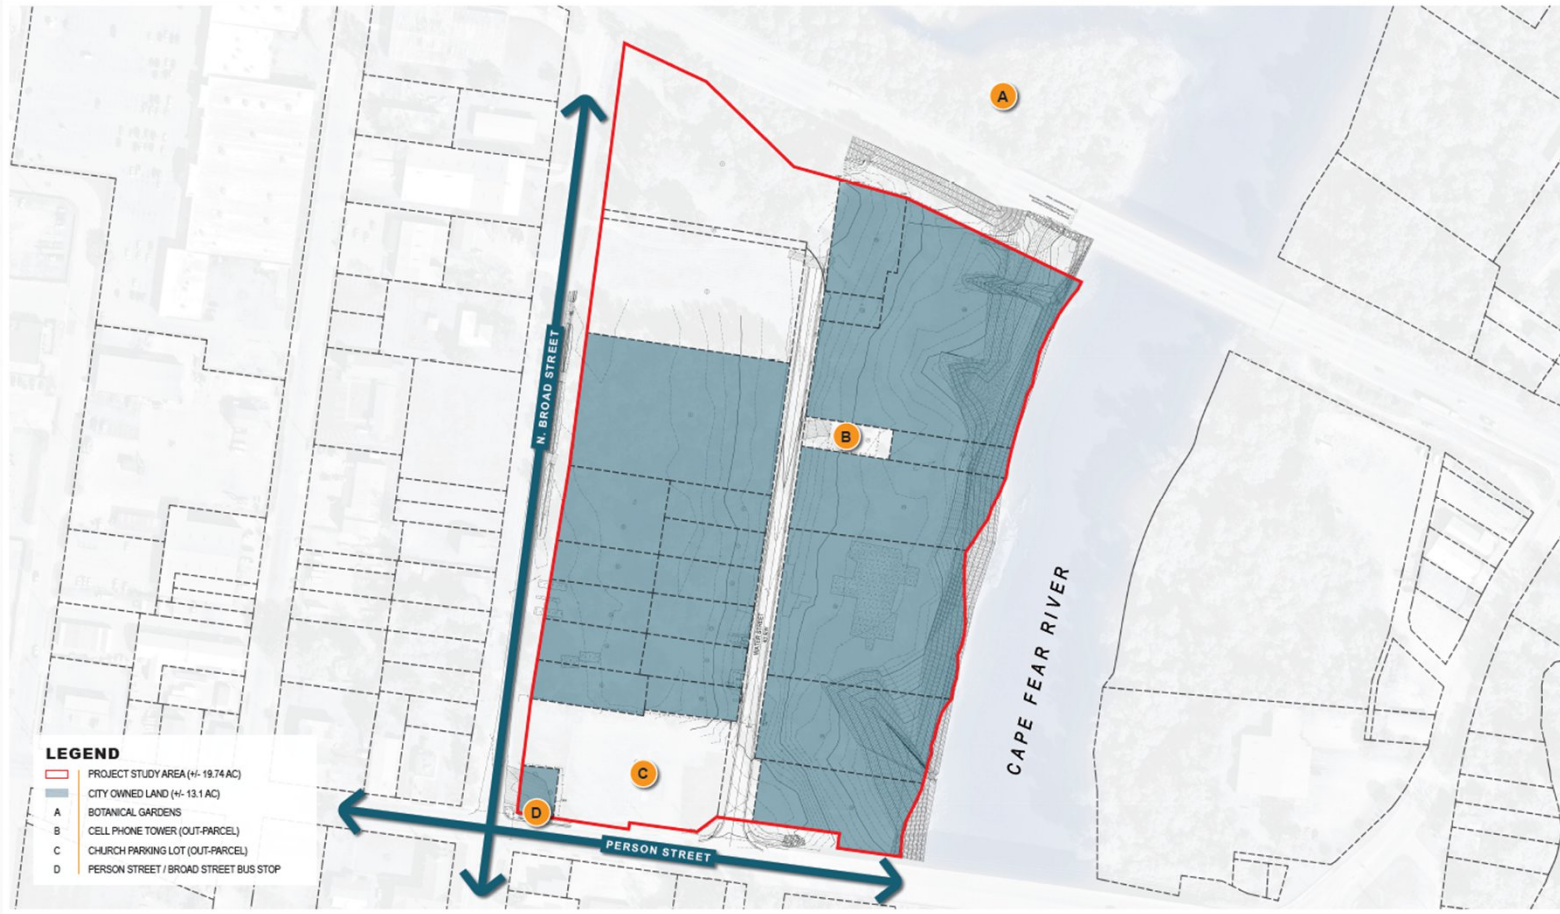 A
N. BROAD STREET
B
WATER STREET
CAPE FEAR RIVER
C
D
PERSON STREET
LEGEND
PROJECT STUDY AREA (+/- 19.74 AC)
CITY OWNED LAND (+/- 13.1 AC)
A BOTANICAL GARDENS
B CELL PHONE TOWER (OUT-PARCEL)
C CHURCH PARKING LOT (OUT-PARCEL)
D PERSON STREET / BROAD STREET BUS STOP